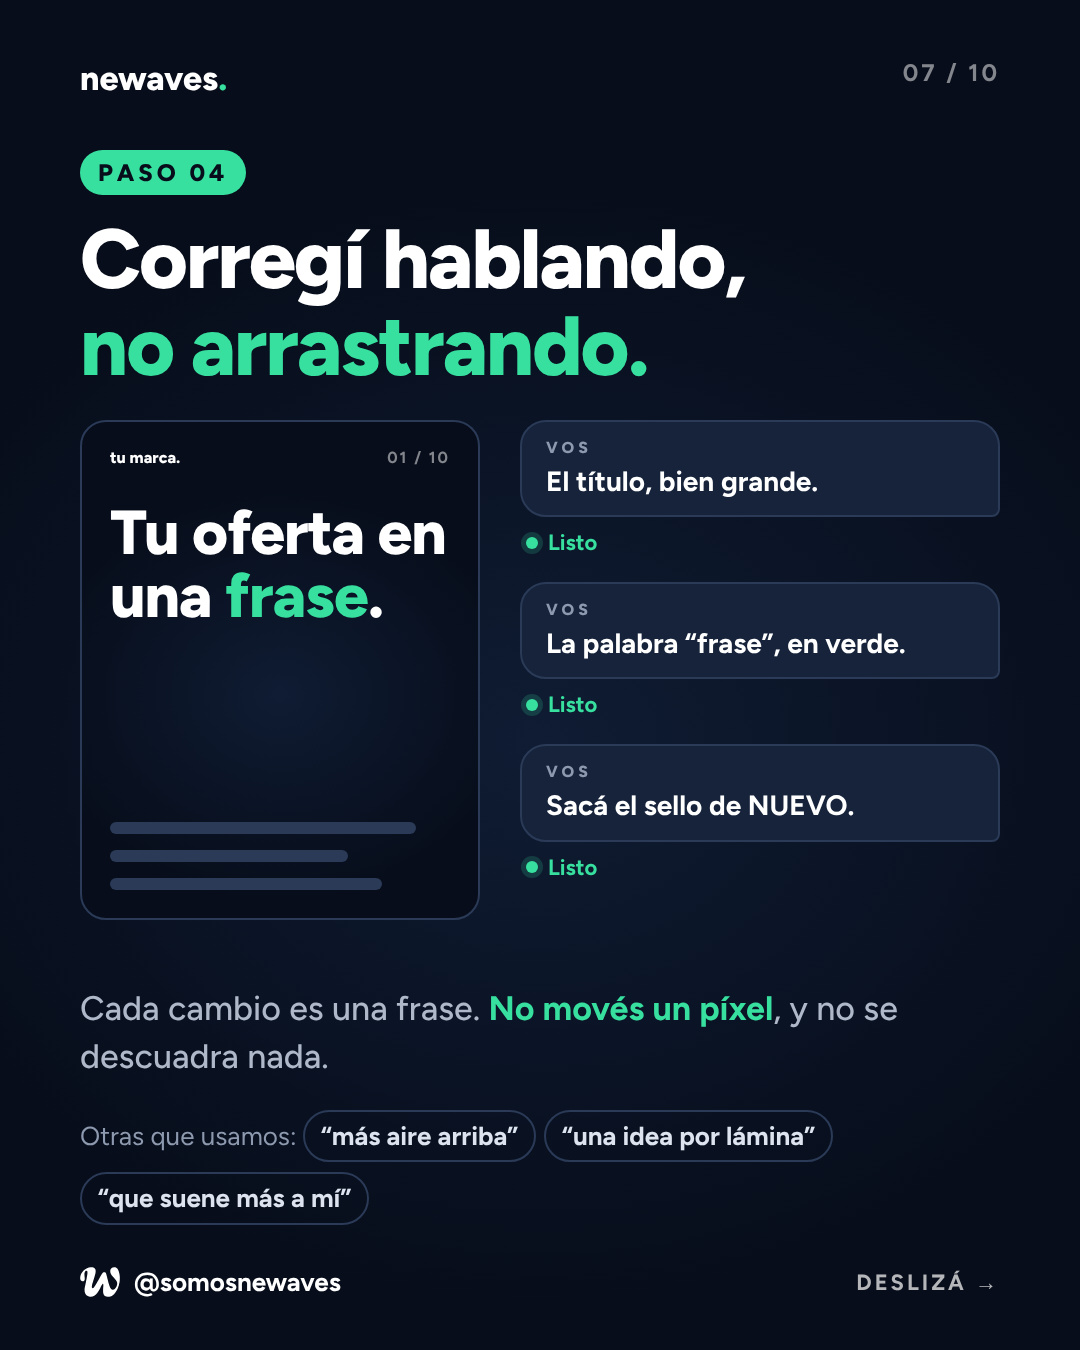 newaves.
07 / 10
PASO 04
Corregí hablando,
no arrastrando.
tu marca.
01 / 10
Tu oferta en
una frase.
VOS
El título, bien grande.
Listo
VOS
La palabra “frase”, en verde.
Listo
VOS
Sacá el sello de NUEVO.
Listo
Cada cambio es una frase. No movés un píxel, y no se
descuadra nada.
Otras que usamos: “más aire arriba” “una idea por lámina”
“que suene más a mí”
W @somosnewaves
DESLIZÁ →